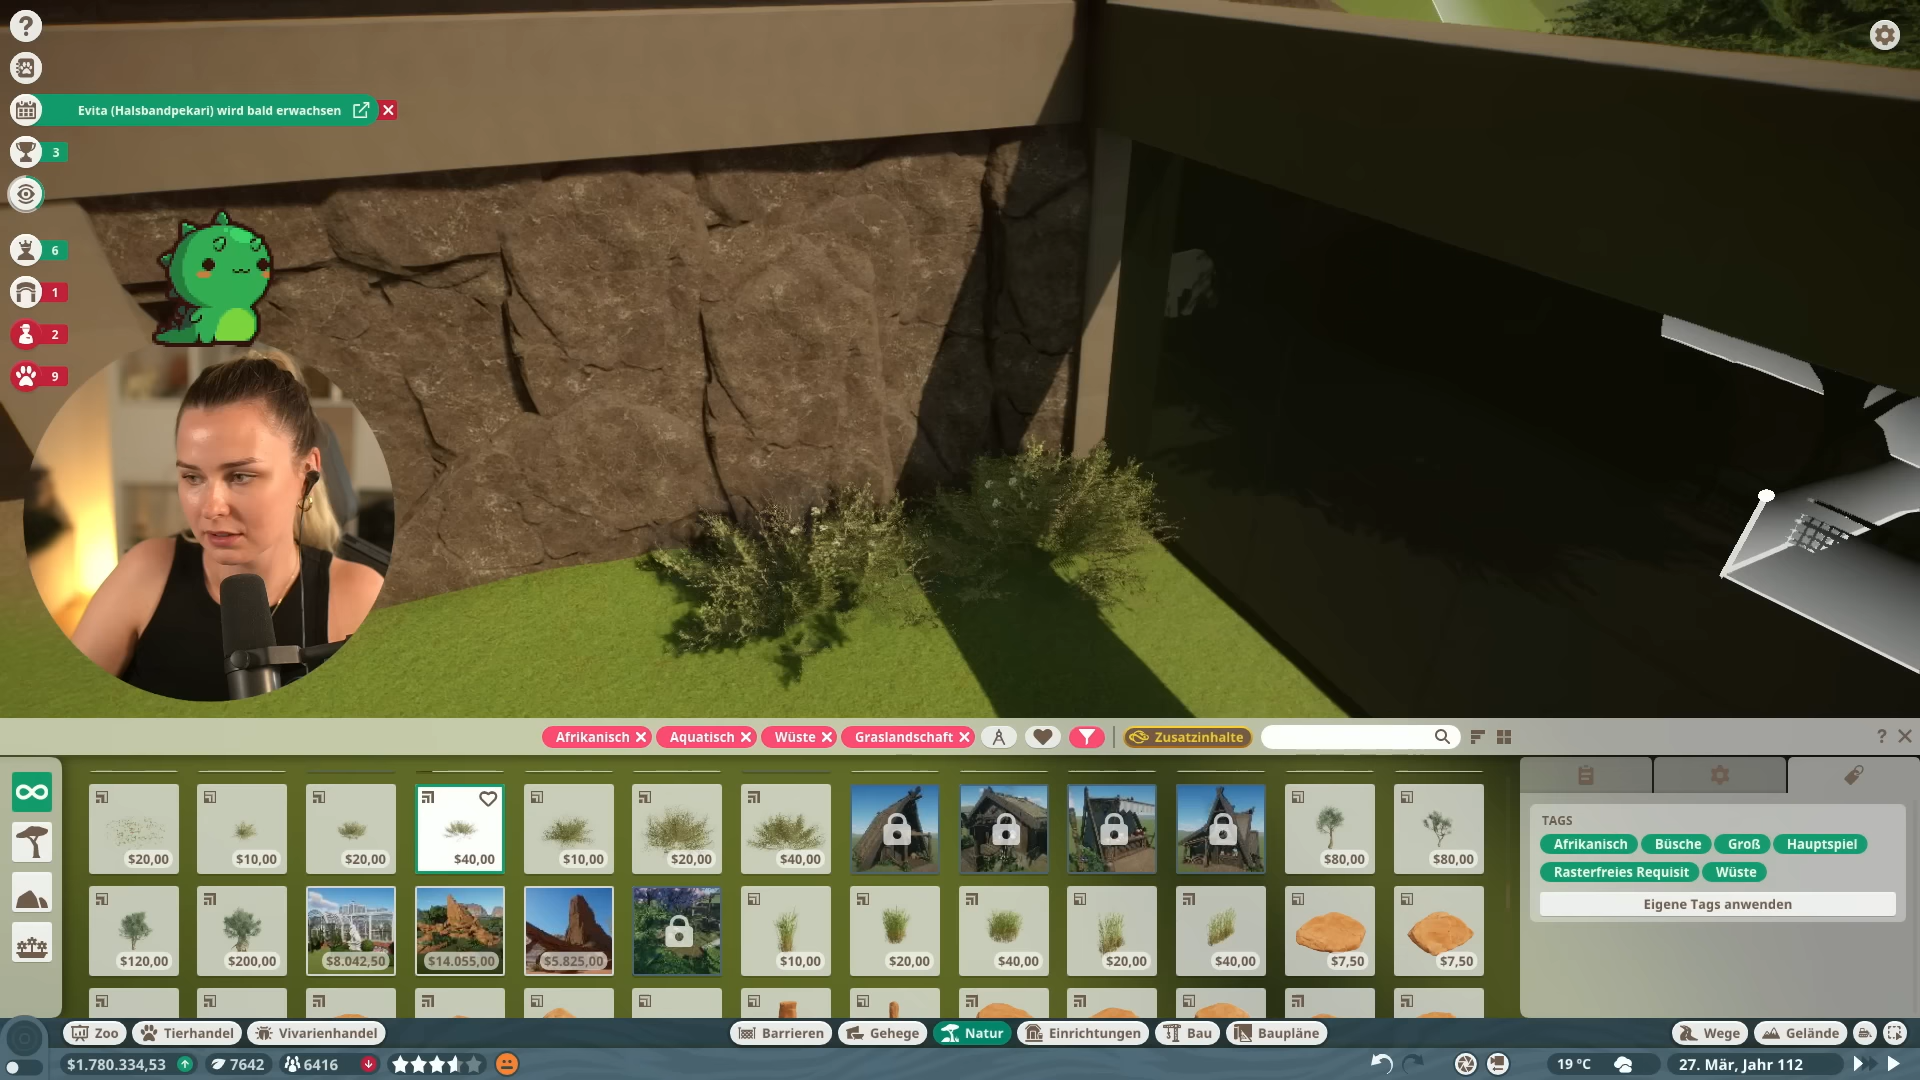 ?
Evita (Halsbandpekari) wird bald erwachsen
3
6
1
2
9
Afrikanisch
Aquatisch
Wüste
Graslandschaft
Zusatzinhalte
?
$20,00
$10,00
$20,00
$40,00
$10,00
$20,00
$40,00
$80,00
$80,00
$120,00
$200,00
$8.042,50
$14.055,00
$5.825,00
$10,00
$20,00
$40,00
$20,00
$40,00
$7,50
$7,50
TAGS
Afrikanisch
Büsche
Groß
Hauptspiel
Rasterfreies Requisit
Wüste
Eigene Tags anwenden
Zoo
Tierhandel
Vivarienhandel
Barrieren
Gehege
Natur
Einrichtungen
Bau
Baupläne
Wege
Gelände
$1.780.334,53
7642
6416
19 °C
27. Mär, Jahr 112